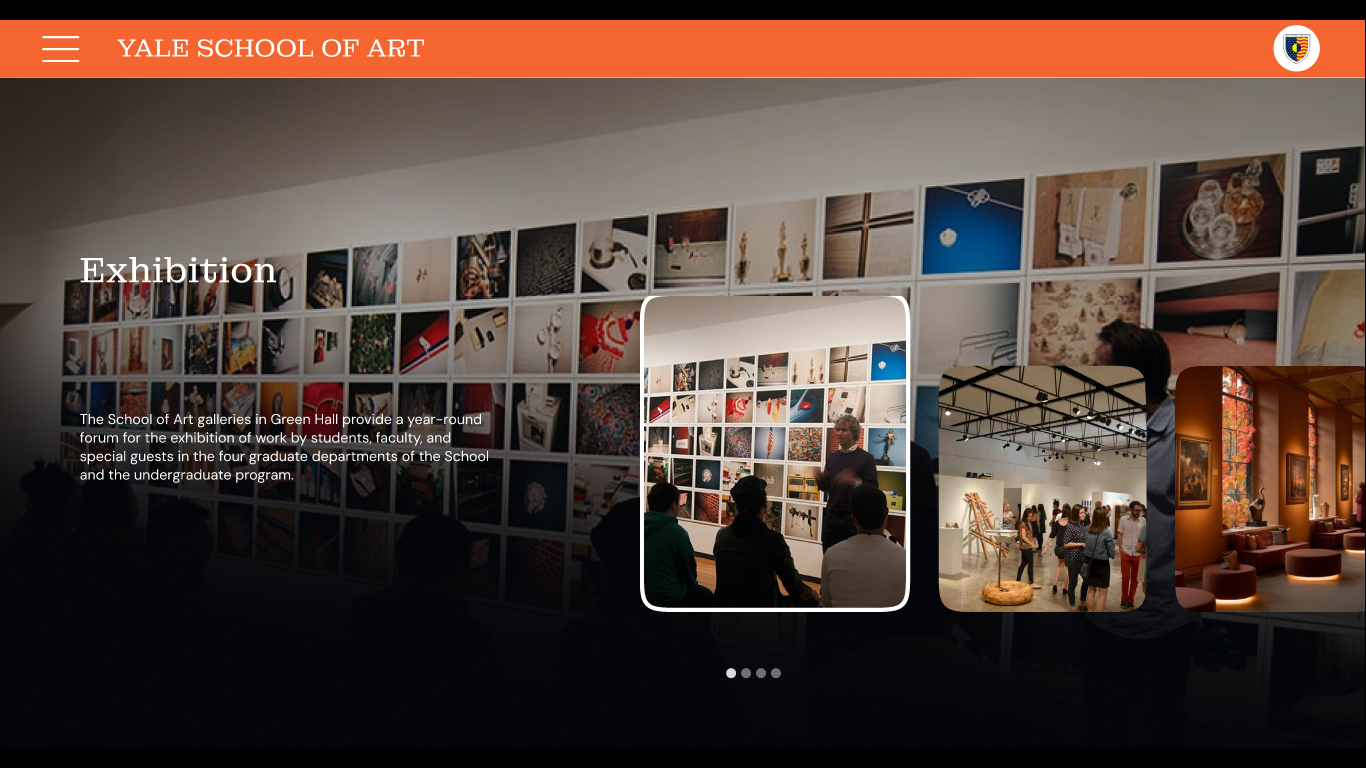 YALE SCHOOL OF ART
Exhibition
The School of Art galleries in Green Hall provide a year-round
forum for the exhibition of work by students, faculty, and
special guests in the four graduate departments of the School
and the undergraduate program.